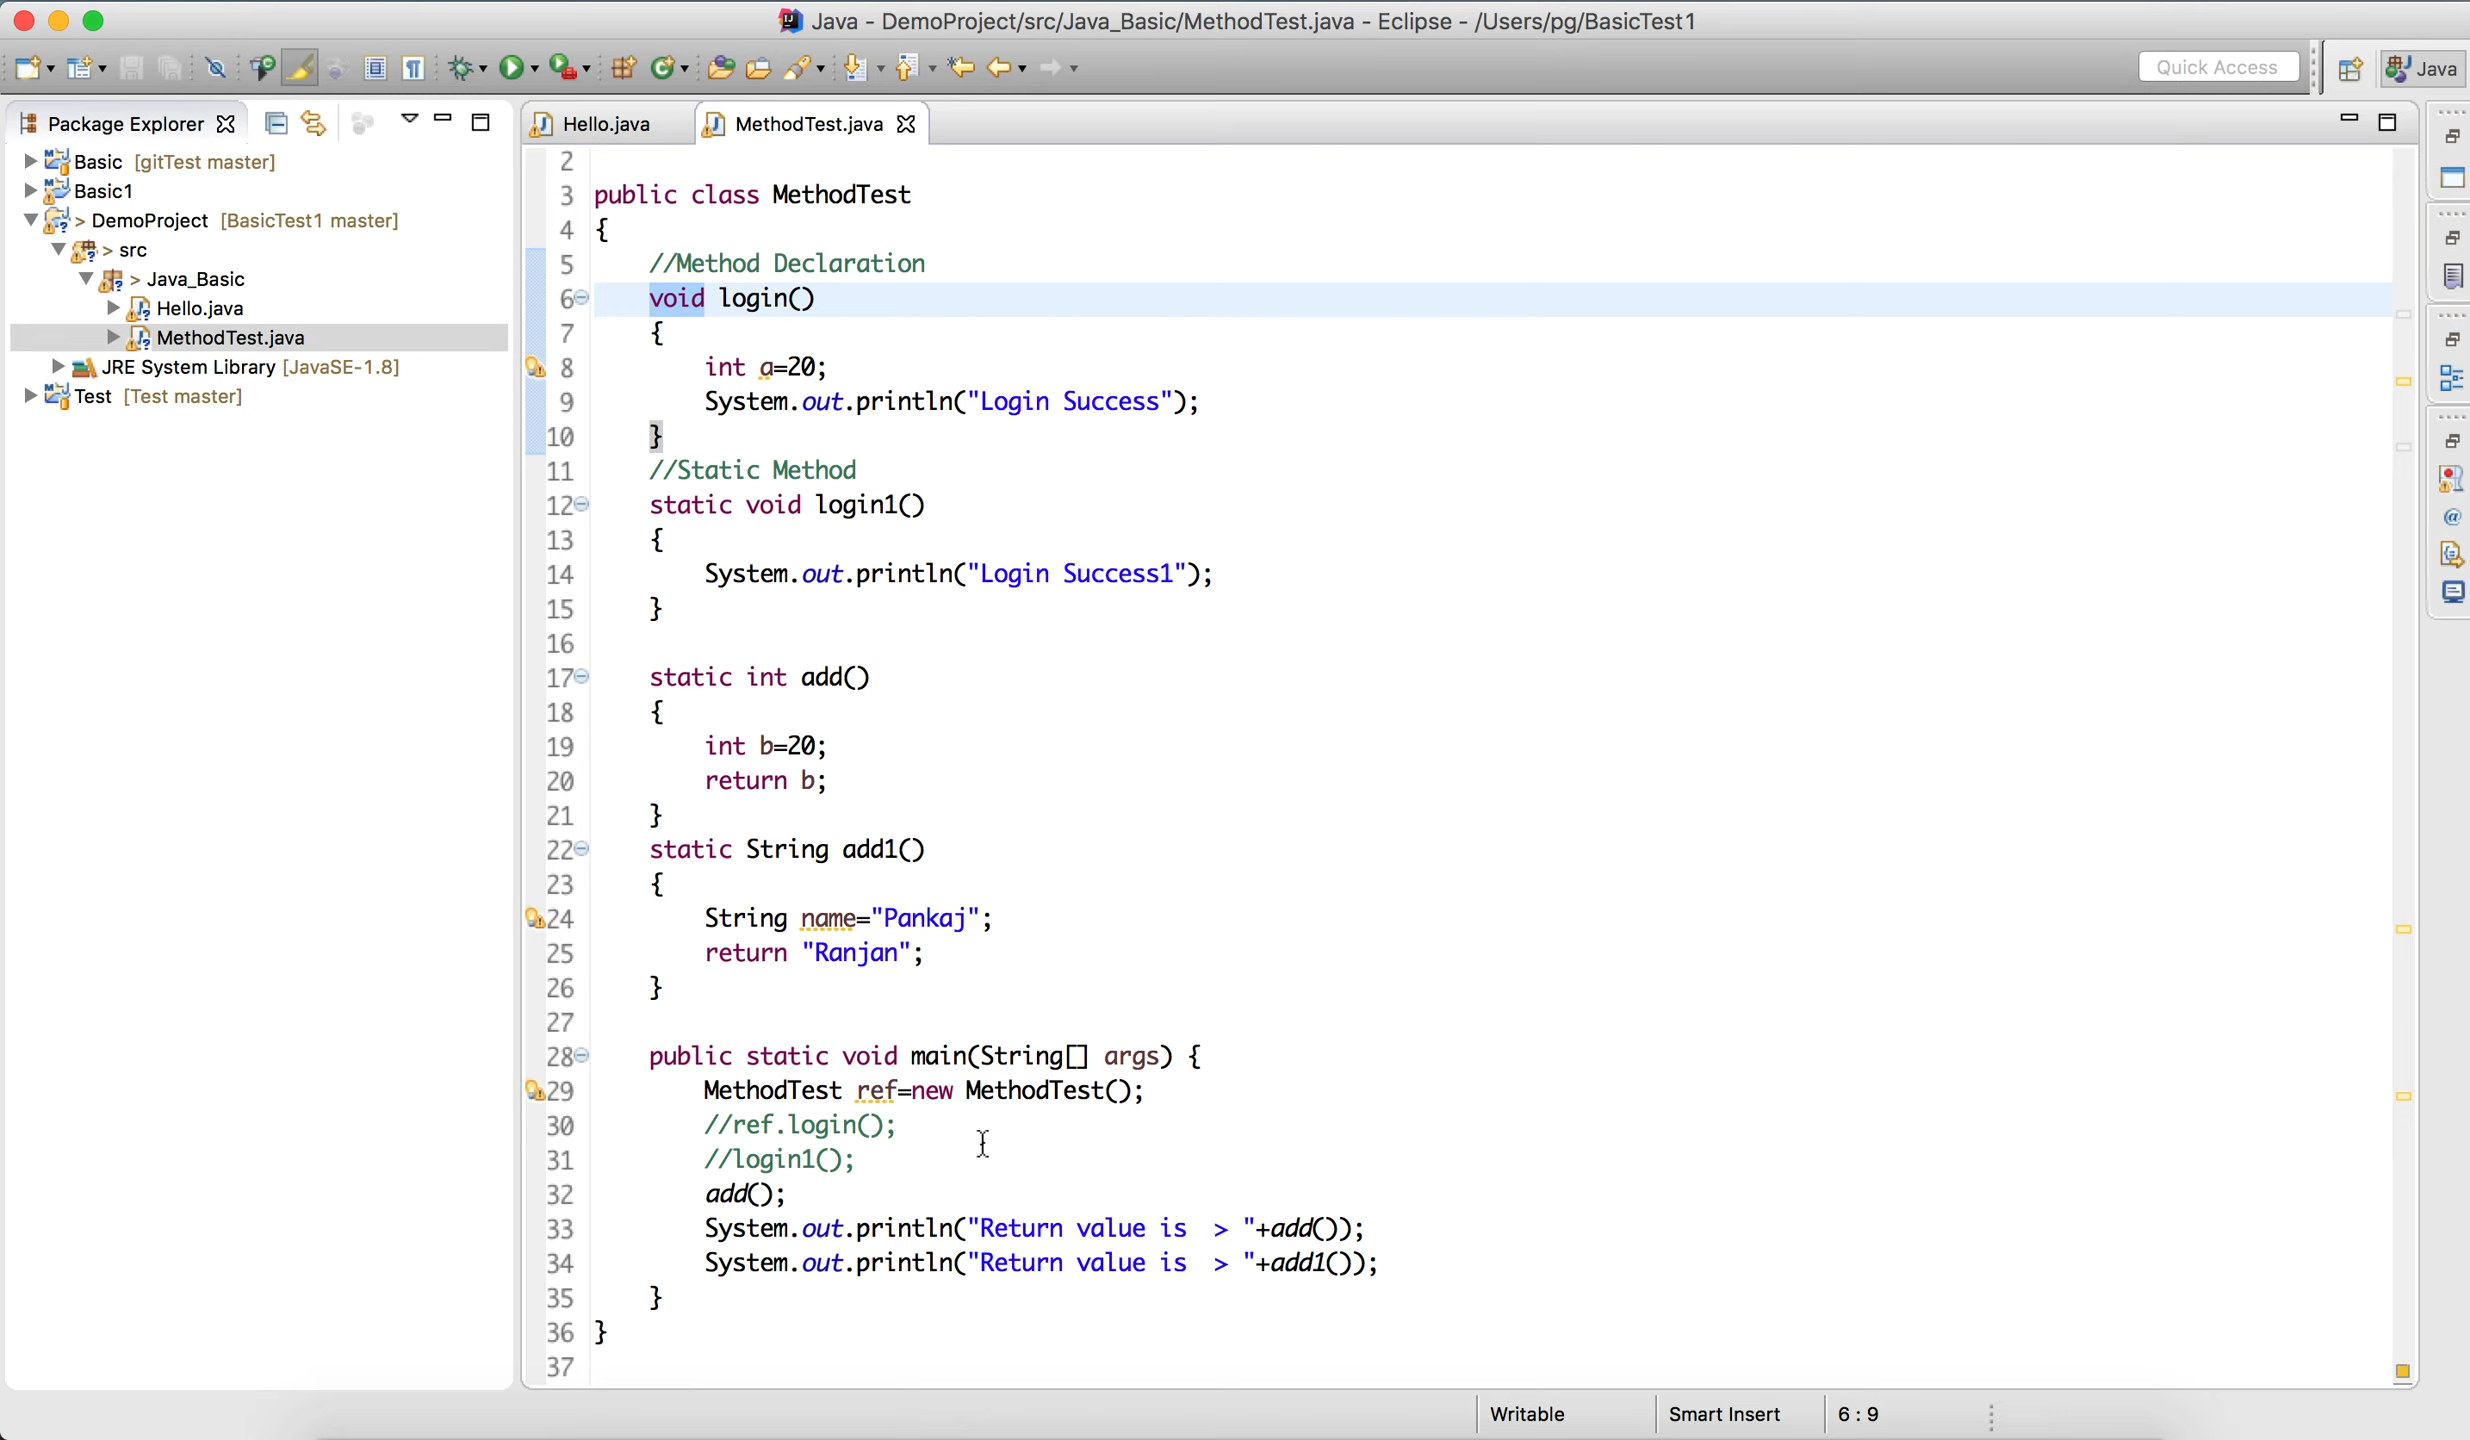 Java - DemoProject/src/Java_Basic/MethodTest.java - Eclipse - /Users/pg/BasicTest1
Quick Access
Java
Package Explorer
Hello.java
MethodTest.java
Basic [gitTest master]
Basic1
> DemoProject [BasicTest1 master]
> src
> Java_Basic
Hello.java
MethodTest.java
JRE System Library [JavaSE-1.8]
Test [Test master]
2
3 public class MethodTest
4 {
5 //Method Declaration
6 void login()
7 {
8 int a=20;
9 System.out.println("Login Success");
10 }
11 //Static Method
12 static void login1()
13 {
14 System.out.println("Login Success1");
15 }
16
17 static int add()
18 {
19 int b=20;
20 return b;
21 }
22 static String add1()
23 {
24 String name="Pankaj";
25 return "Ranjan";
26 }
27
28 public static void main(String[] args) {
29 MethodTest ref=new MethodTest();
30 //ref.login();
31 //login1();
32 add();
33 System.out.println("Return value is  > "+add());
34 System.out.println("Return value is  > "+add1());
35 }
36 }
37
Writable
Smart Insert
6 : 9